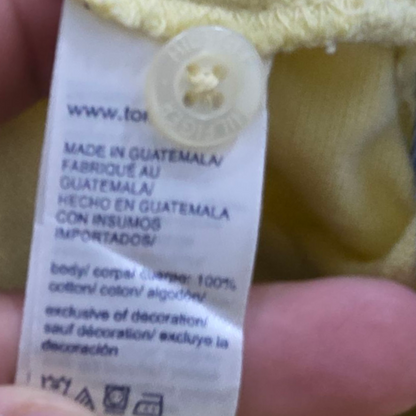 www.tom
MADE IN GUATEMALA/
FABRIQUÉ AU
GUATEMALA/
HECHO EN GUATEMALA
CON INSUMOS
IMPORTADOS/
body/ corps/ cuerpo: 100%
cotton/ coton/ algodón/
exclusive of decoration/
sauf décoration/ excluye la
decoración